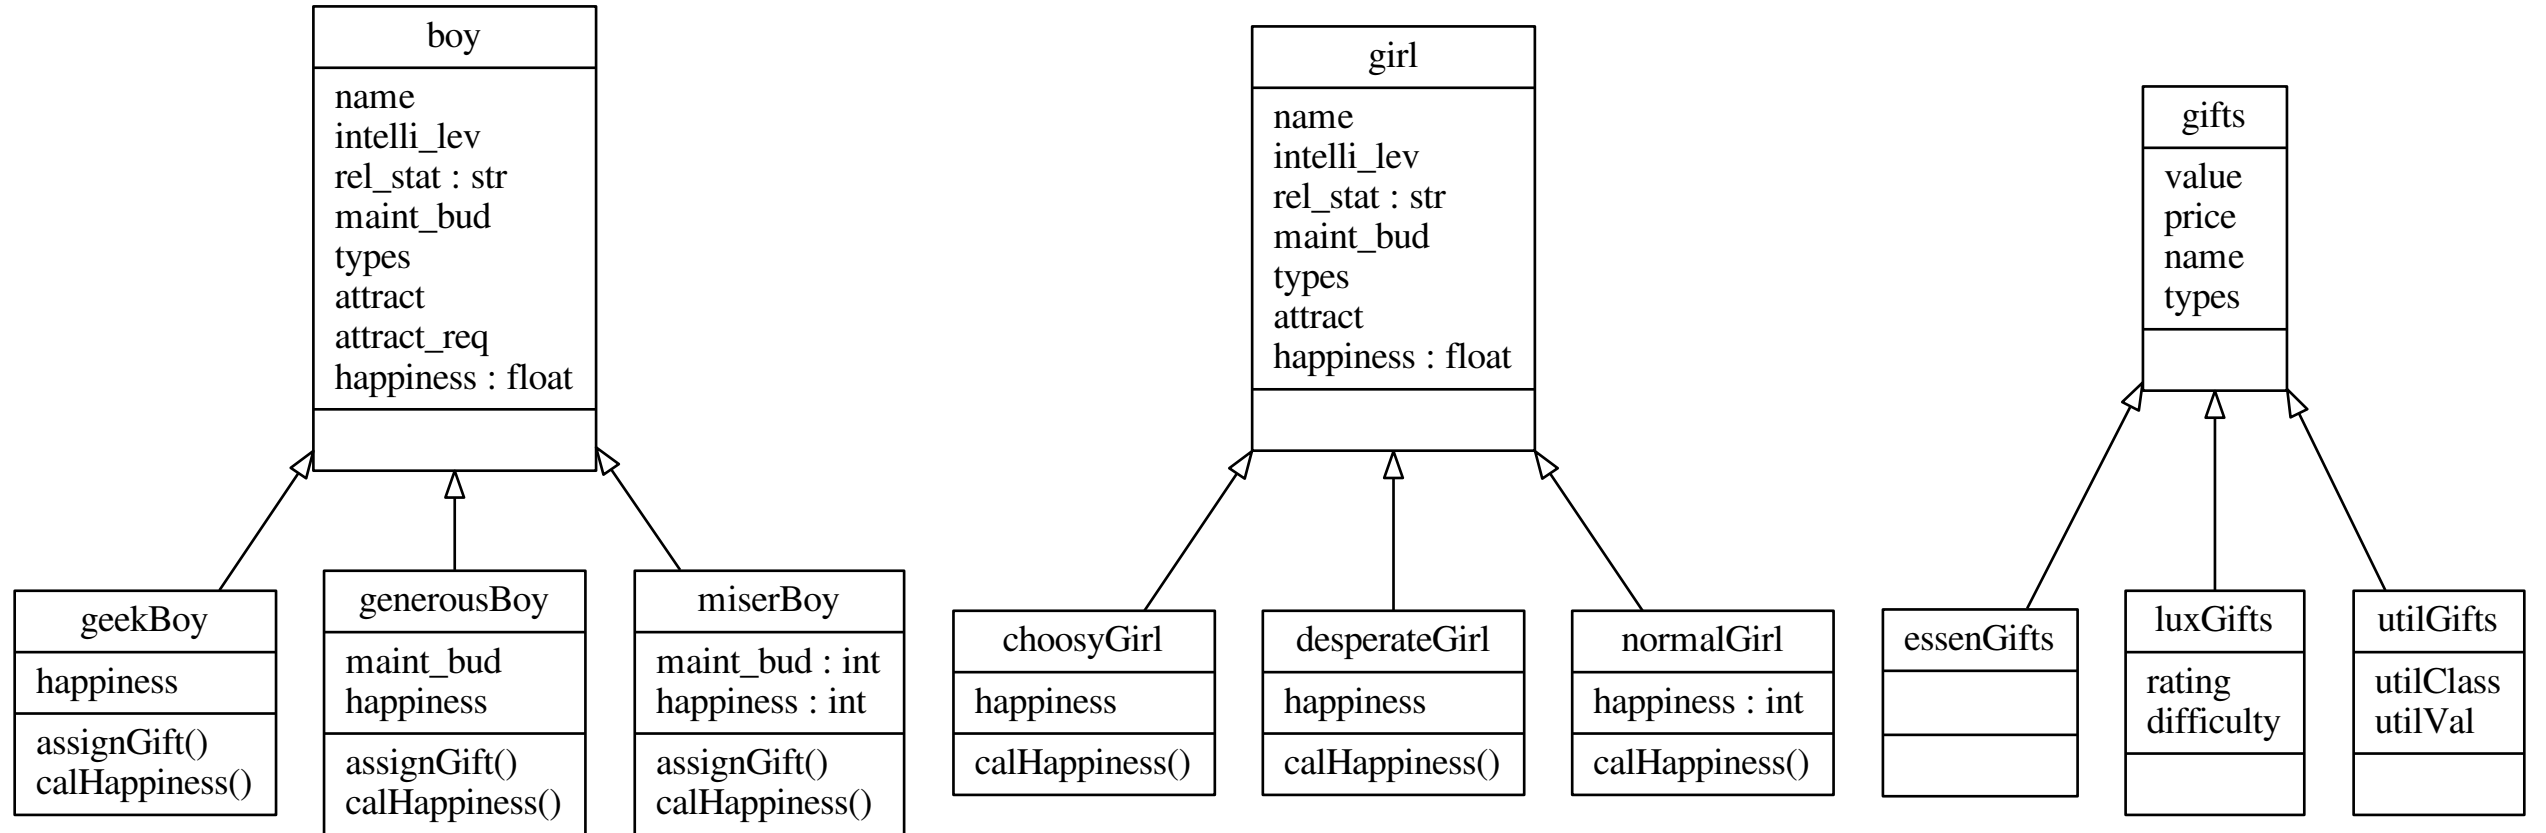 boy
name
intelli_lev
rel_stat : str
maint_bud
types
attract
attract_req
happiness : float
girl
name
intelli_lev
rel_stat : str
maint_bud
types
attract
happiness : float
gifts
value
price
name
types
geekBoy
happiness
assignGift()
calHappiness()
generousBoy
maint_bud
happiness
assignGift()
calHappiness()
miserBoy
maint_bud : int
happiness : int
assignGift()
calHappiness()
choosyGirl
happiness
calHappiness()
desperateGirl
happiness
calHappiness()
normalGirl
happiness : int
calHappiness()
essenGifts
luxGifts
rating
difficulty
utilGifts
utilClass
utilVal